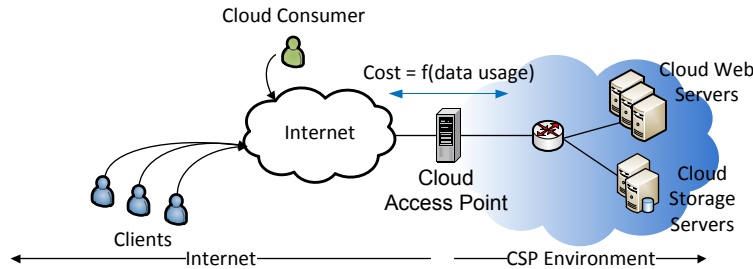 Cloud Consumer
Cost = f(data usage)
Cloud Web
Servers
Internet
Cloud
Access Point
Cloud
Storage
Servers
Clients
Internet
CSP Environment